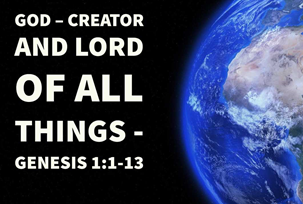 GOD – CREATOR
AND LORD
OF ALL
THINGS -
GENESIS 1:1-13